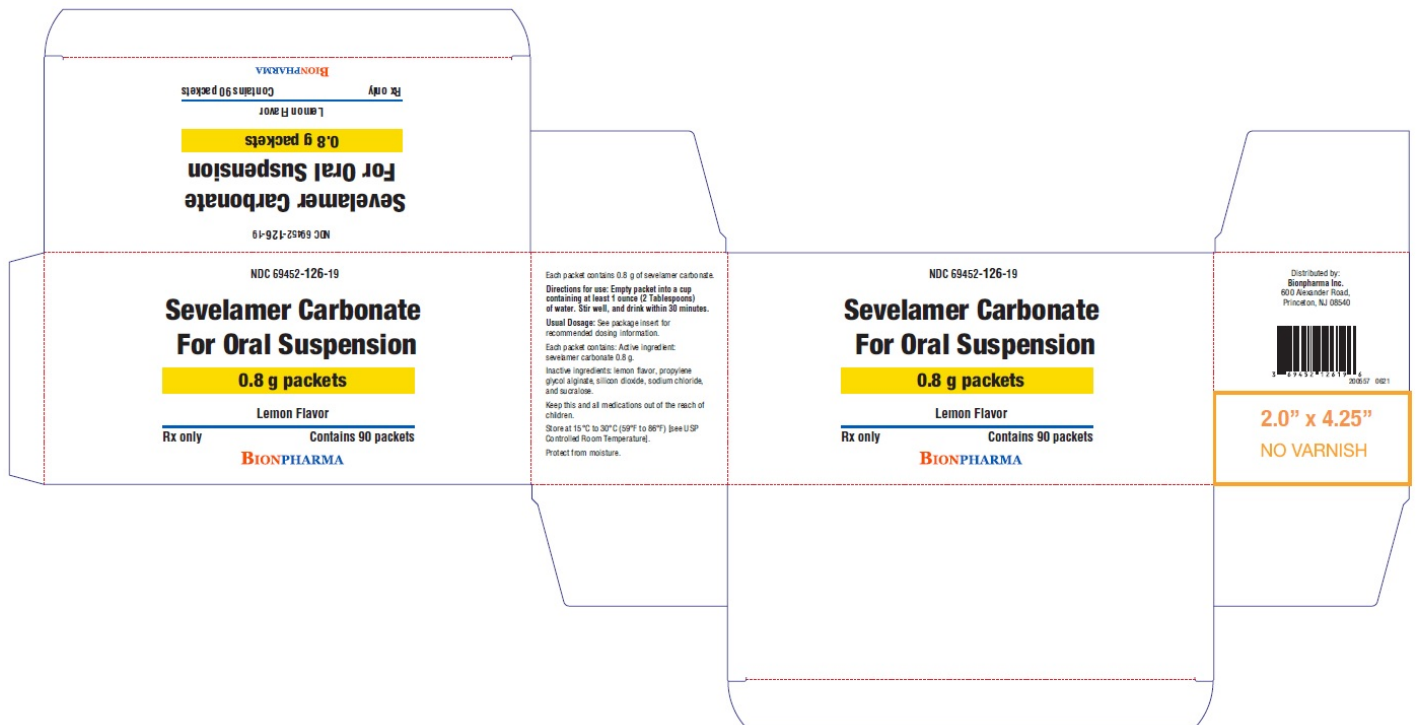 BIONPHARMA
Rx only Contains 90 packets
Lemon Flavor
0.8 g packets
For Oral Suspension
Sevelamer Carbonate
NDC 69452-126-19
NDC 69452-126-19
Sevelamer Carbonate
For Oral Suspension
0.8 g packets
Lemon Flavor
Rx only Contains 90 packets
BIONPHARMA
Each packet contains 0.8 g of sevelamer carbonate.
Directions for use: Empty packet into a cup
containing at least 1 ounce (2 Tablespoons)
of water. Stir well, and drink within 30 minutes.
Usual Dosage: See package insert for
recommended dosing information.
Each packet contains: Active ingredient:
sevelamer carbonate 0.8 g.
Inactive ingredients: lemon flavor, propylene
glycol alginate, silicon dioxide, sodium chloride,
and sucralose.
Keep this and all medications out of the reach of
children.
Store at 15°C to 30°C (59°F to 86°F) [see USP
Controlled Room Temperature].
Protect from moisture.
NDC 69452-126-19
Sevelamer Carbonate
For Oral Suspension
0.8 g packets
Lemon Flavor
Rx only Contains 90 packets
BIONPHARMA
Distributed by:
Bionpharma Inc.
600 Alexander Road,
Princeton, NJ 08540
3 69452 12619 6
200557 0621
2.0” x 4.25”
NO VARNISH